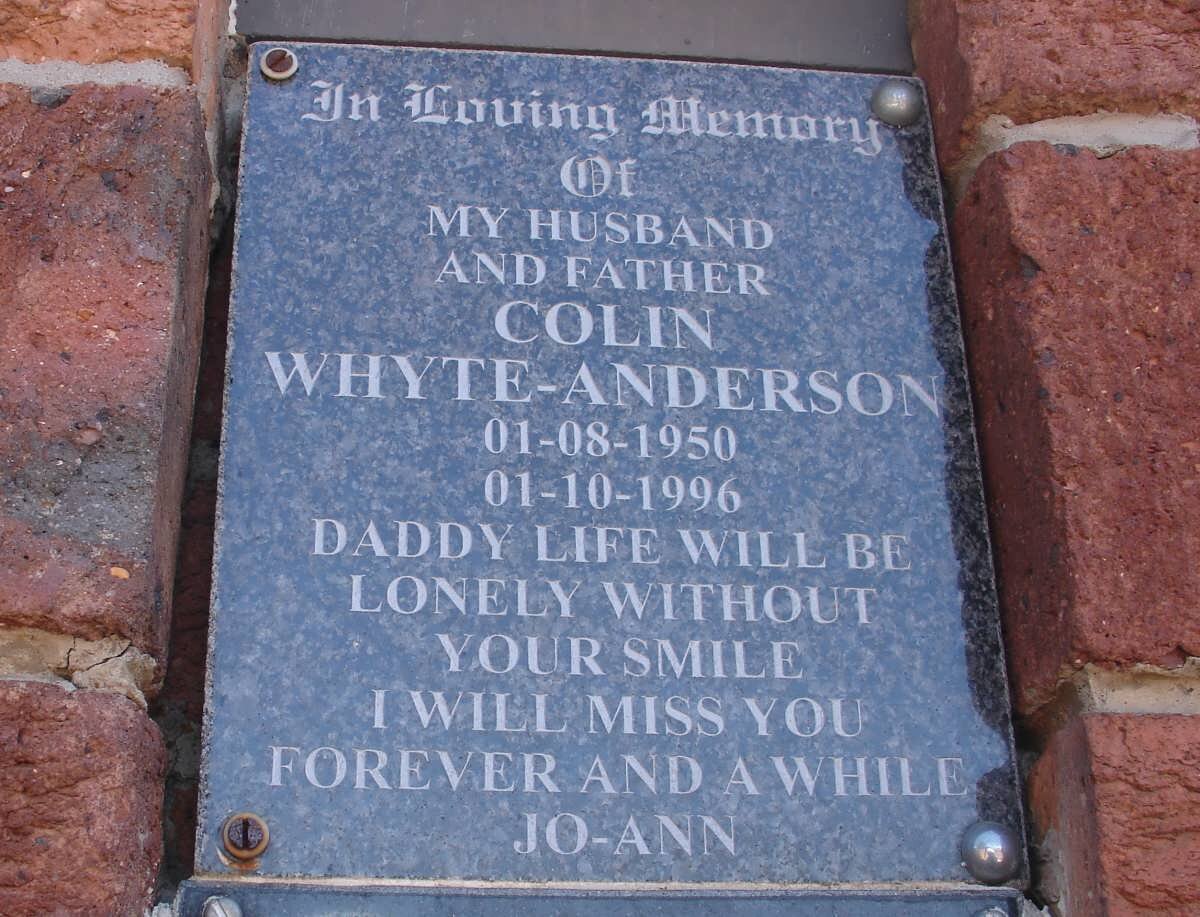 In Loving Memory
Of
MY HUSBAND
AND FATHER
COLIN
WHYTE-ANDERSON
01-08-1950
01-10-1996
DADDY LIFE WILL BE
LONELY WITHOUT
YOUR SMILE
I WILL MISS YOU
FOREVER AND A WHILE
JO-ANN